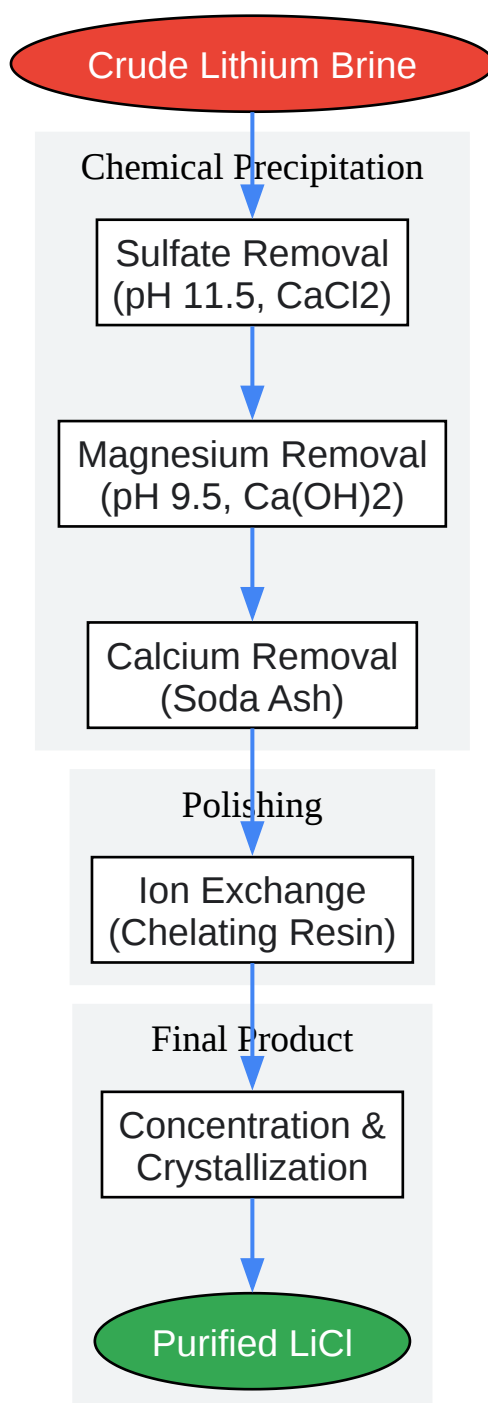 Crude Lithium Brine
Chemical Precipitation
Sulfate Removal
(pH 11.5, CaCl2)
Magnesium Removal
(pH 9.5, Ca(OH)2)
Calcium Removal
(Soda Ash)
Polishing
Ion Exchange
(Chelating Resin)
Final Product
Concentration &
Crystallization
Purified LiCl